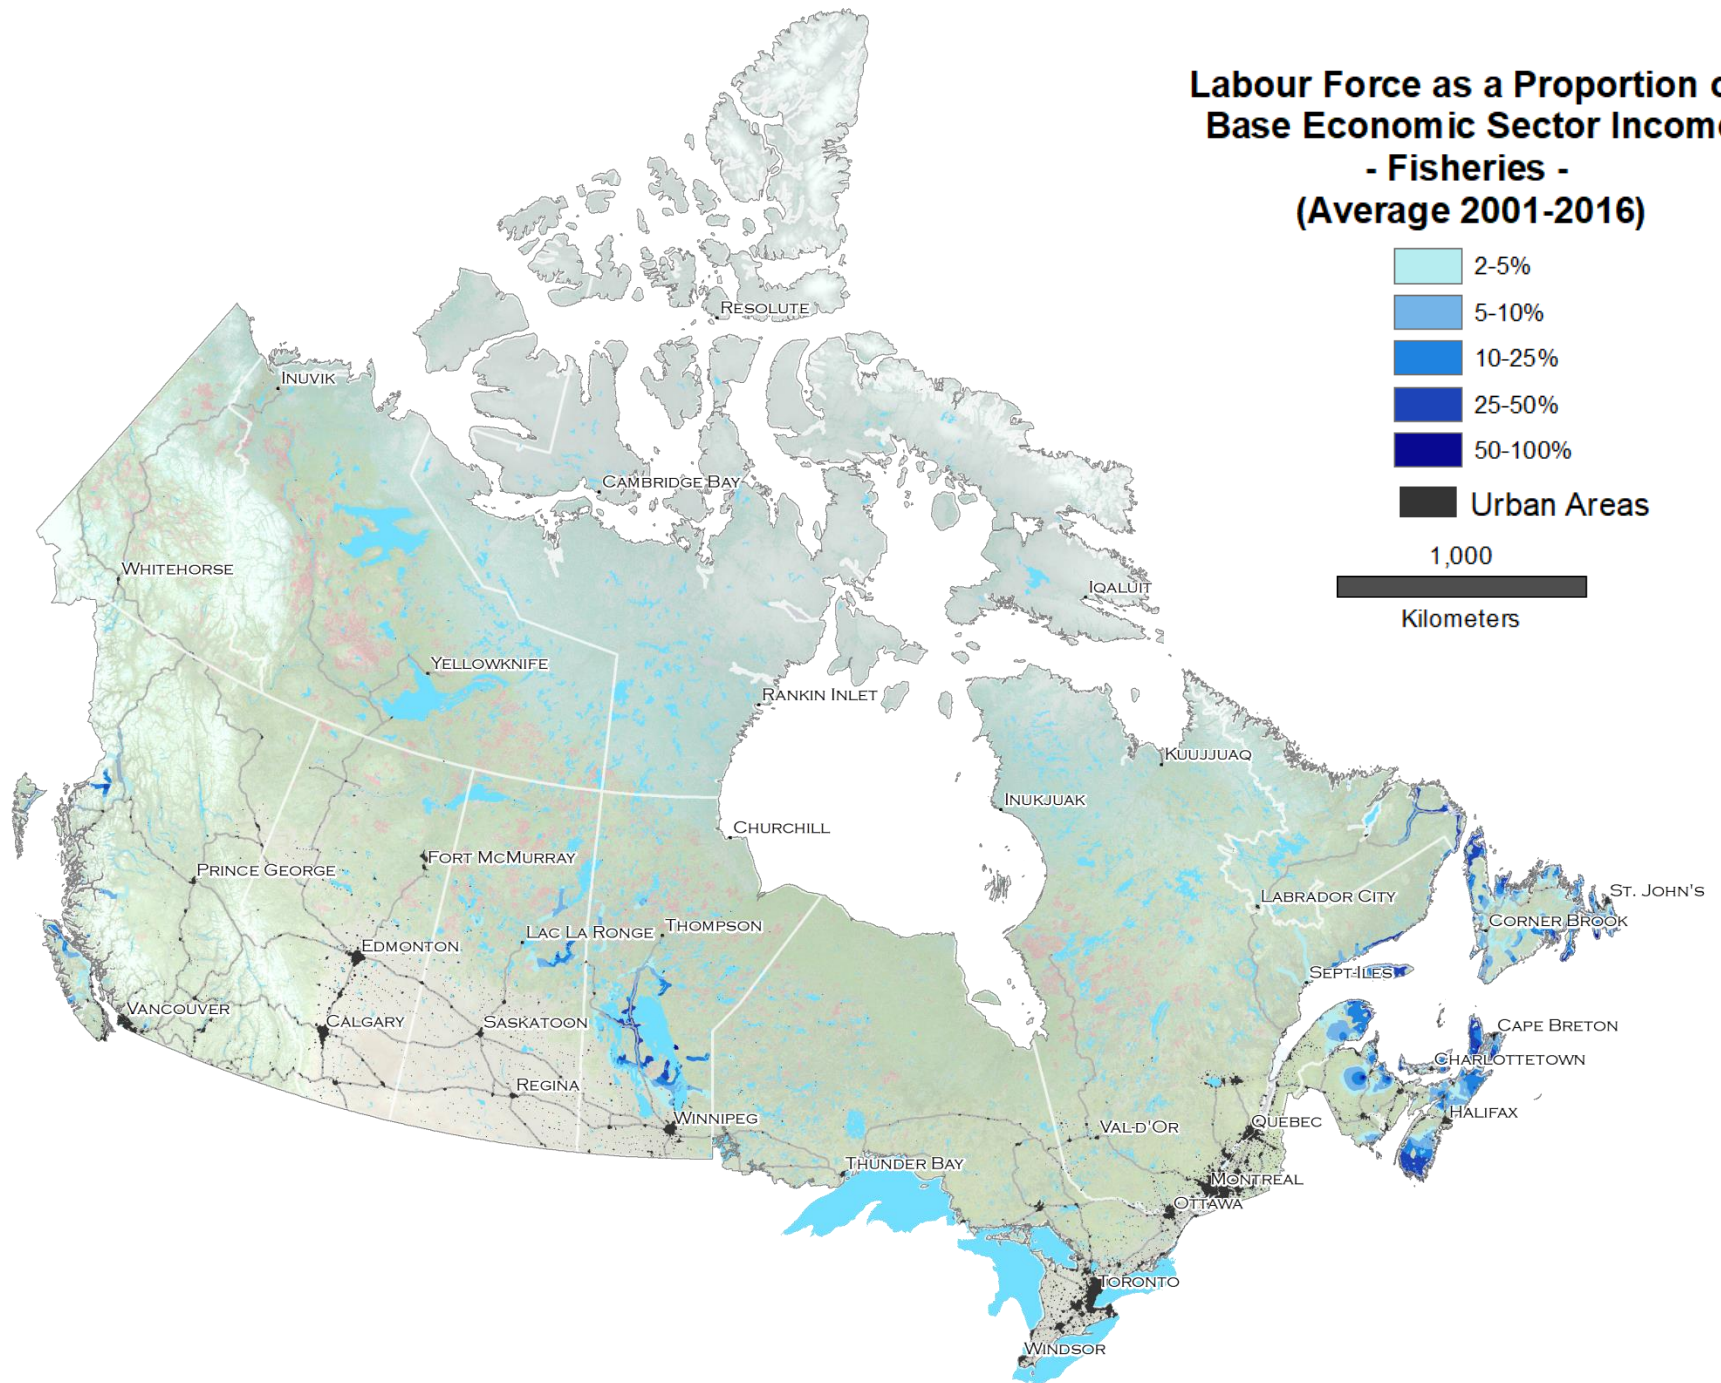 Labour Force as a Proportion o
Base Economic Sector Income
- Fisheries -
(Average 2001-2016)
2-5%
5-10%
10-25%
25-50%
50-100%
Urban Areas
1,000
Kilometers
RESOLUTE
INUVIK
CAMBRIDGE BAY
WHITEHORSE
IQALUIT
YELLOWKNIFE
RANKIN INLET
KUUJJUAQ
INUKJUAK
CHURCHILL
FORT MCMURRAY
PRINCE GEORGE
ST. JOHN'S
LABRADOR CITY
CORNER BROOK
LAC LA RONGE
THOMPSON
EDMONTON
SEPT-ILES
VANCOUVER
CALGARY
SASKATOON
CAPE BRETON
CHARLOTTETOWN
REGINA
HALIFAX
WINNIPEG
VAL-D'OR
QUEBEC
THUNDER BAY
MONTREAL
OTTAWA
TORONTO
WINDSOR